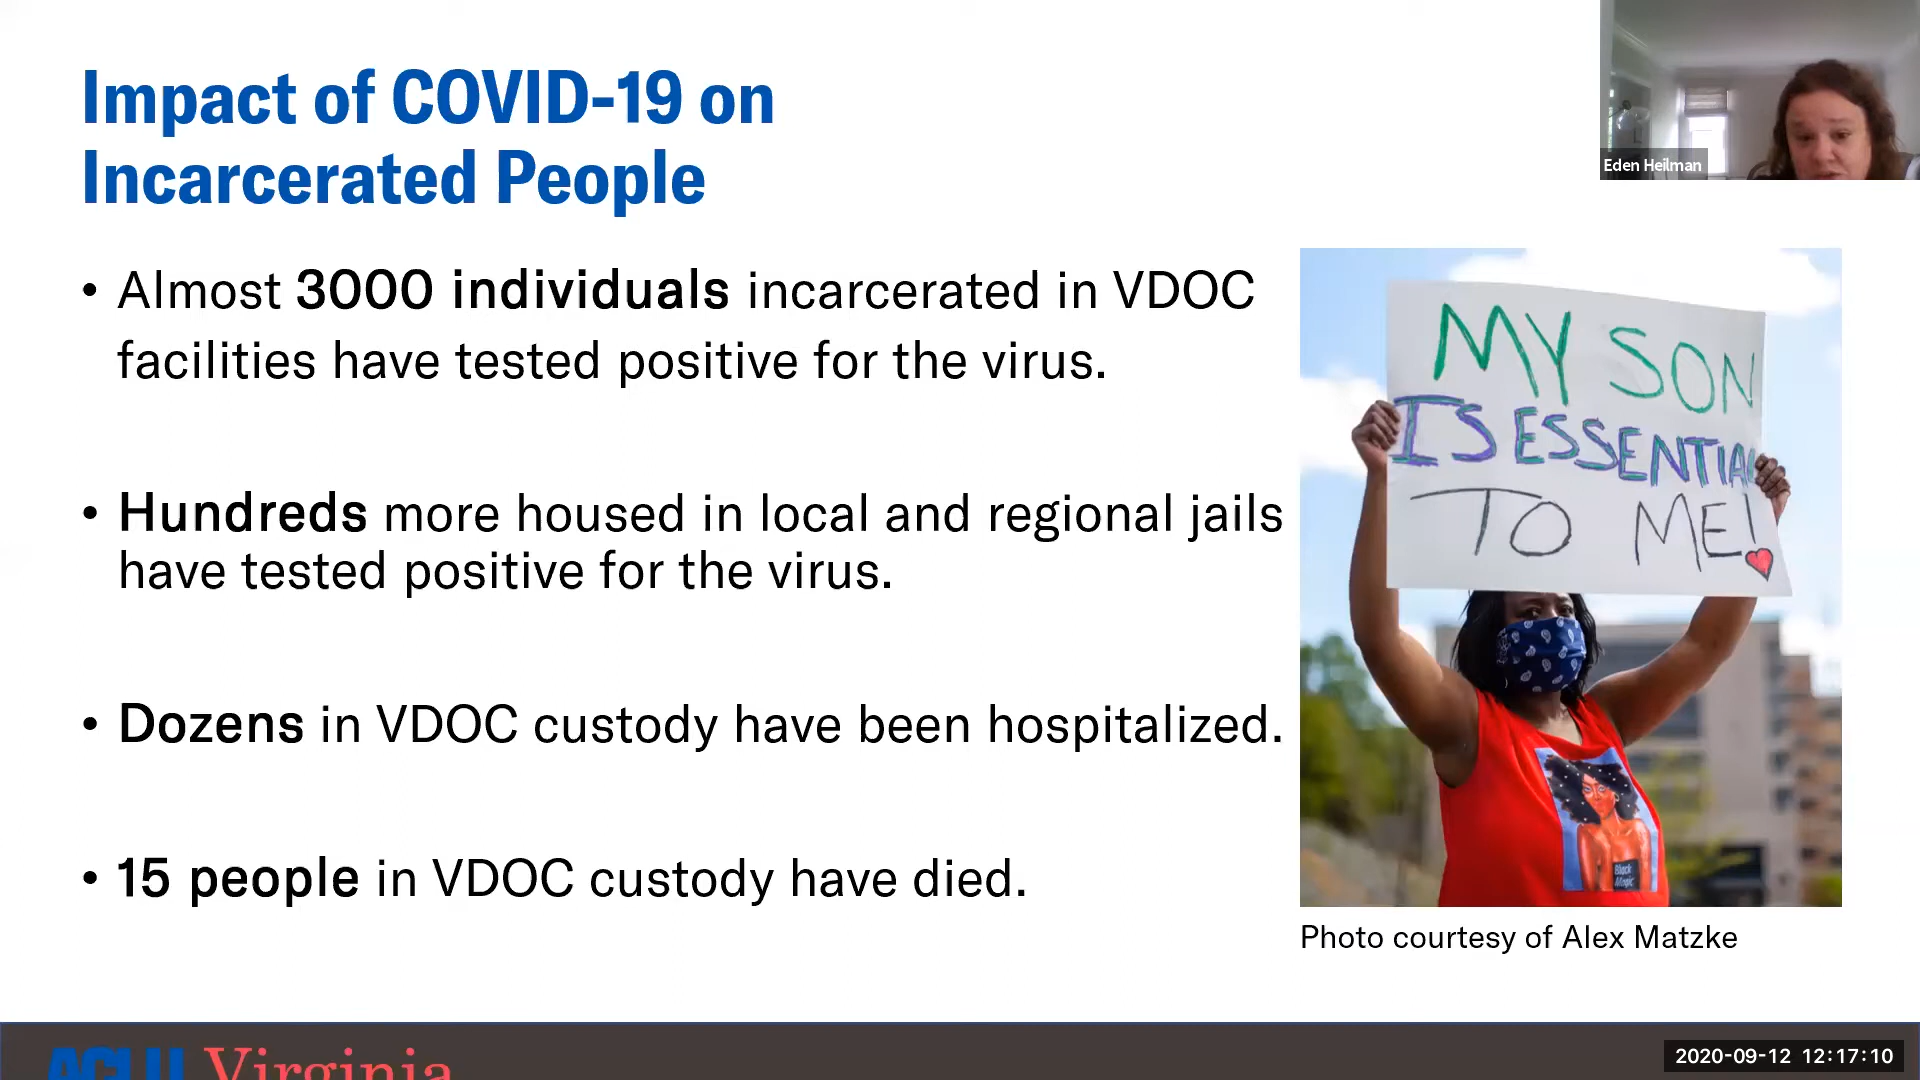 Impact of COVID-19 on
Incarcerated People
Eden Heilman
• Almost 3000 individuals incarcerated in VDOC
facilities have tested positive for the virus.
• Hundreds more housed in local and regional jails
have tested positive for the virus.
• Dozens in VDOC custody have been hospitalized.
• 15 people in VDOC custody have died.
MY SON
IS ESSENTIAL
TO ME!
Black
Magic
Photo courtesy of Alex Matzke
ACLU Virginia
2020-09-12 12:17:10